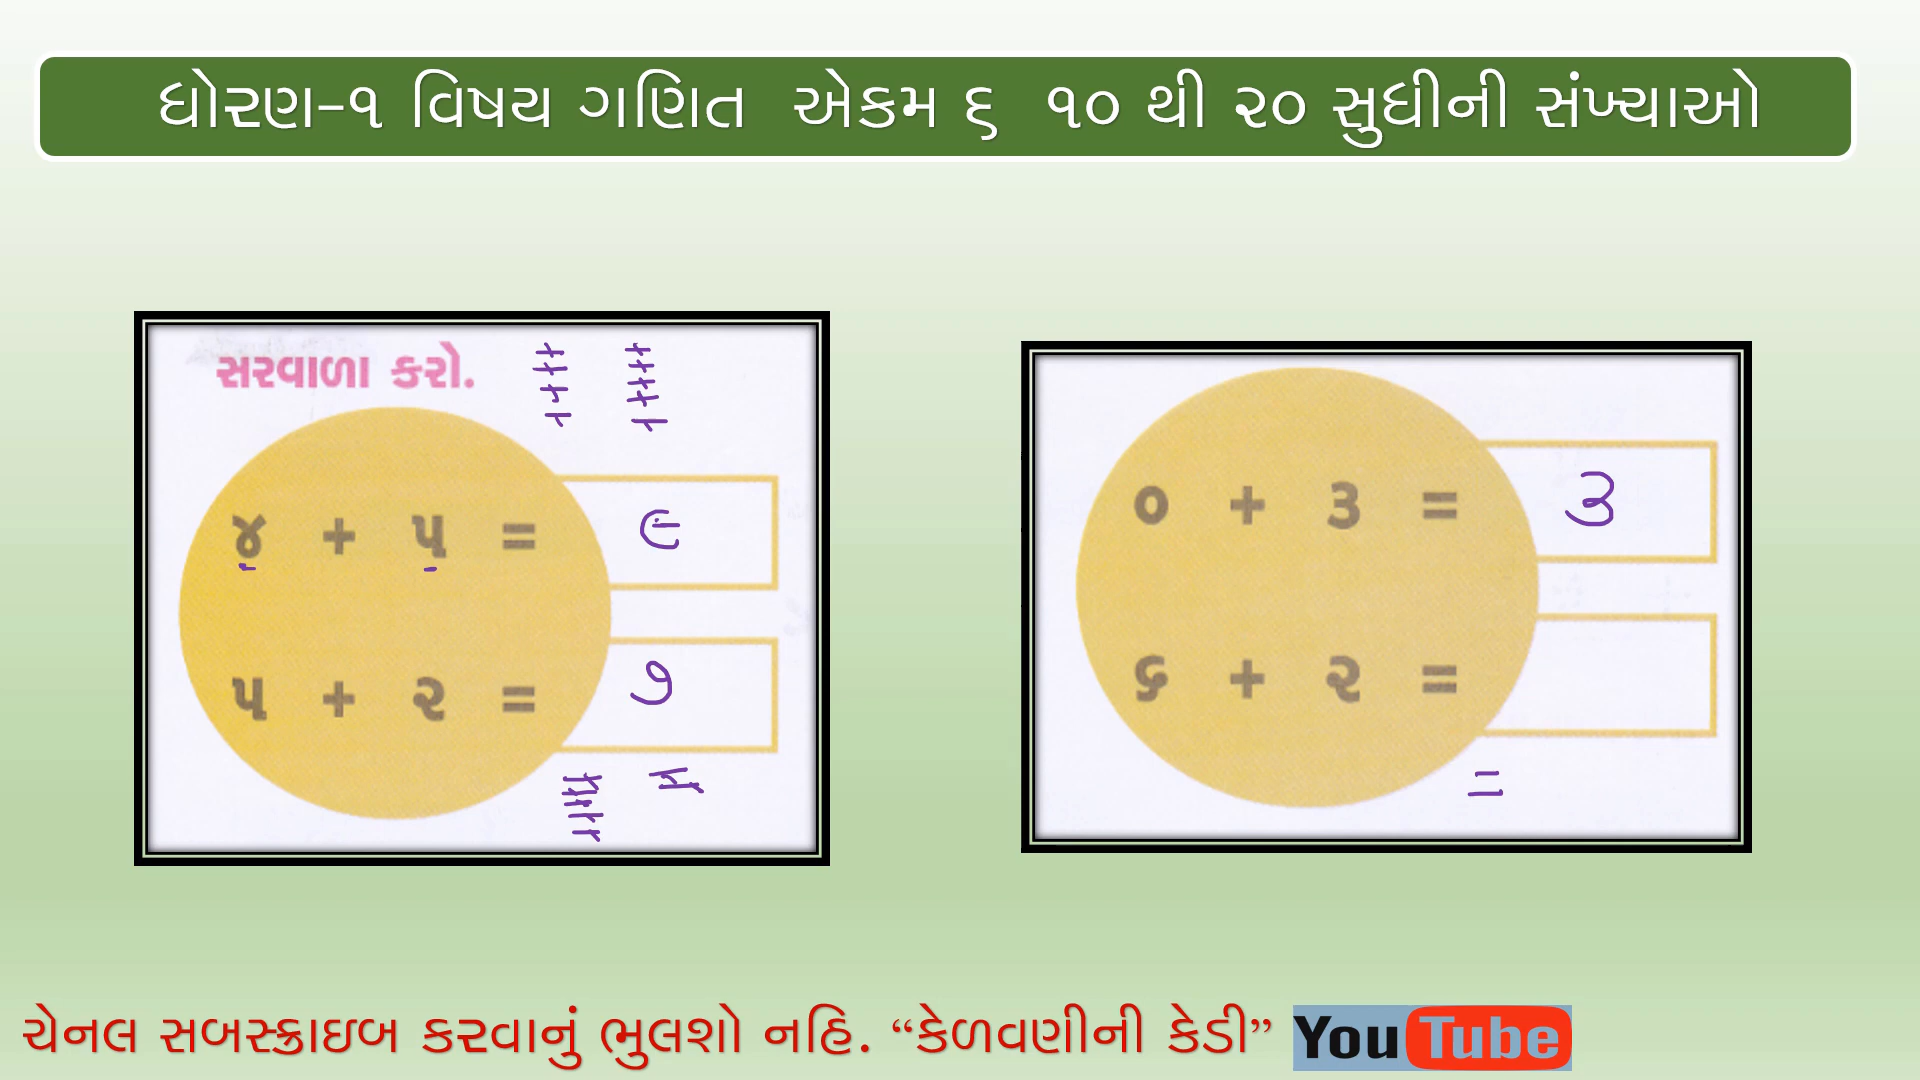 ધોરણ-૧ વિષય ગણિત એકમ ૬ ૧૦ થી ૨૦ સુધીની સંખ્યાઓ
સરવાળા કરો.
૪ + ૫ = ૯
૫ + ૨ = ૭
૦ + ૩ = ૩
૬ + ૨ =
ચેનલ સબસ્ક્રાઇબ કરવાનું ભુલશો નહિ. “કેળવણીની કેડી” YouTube